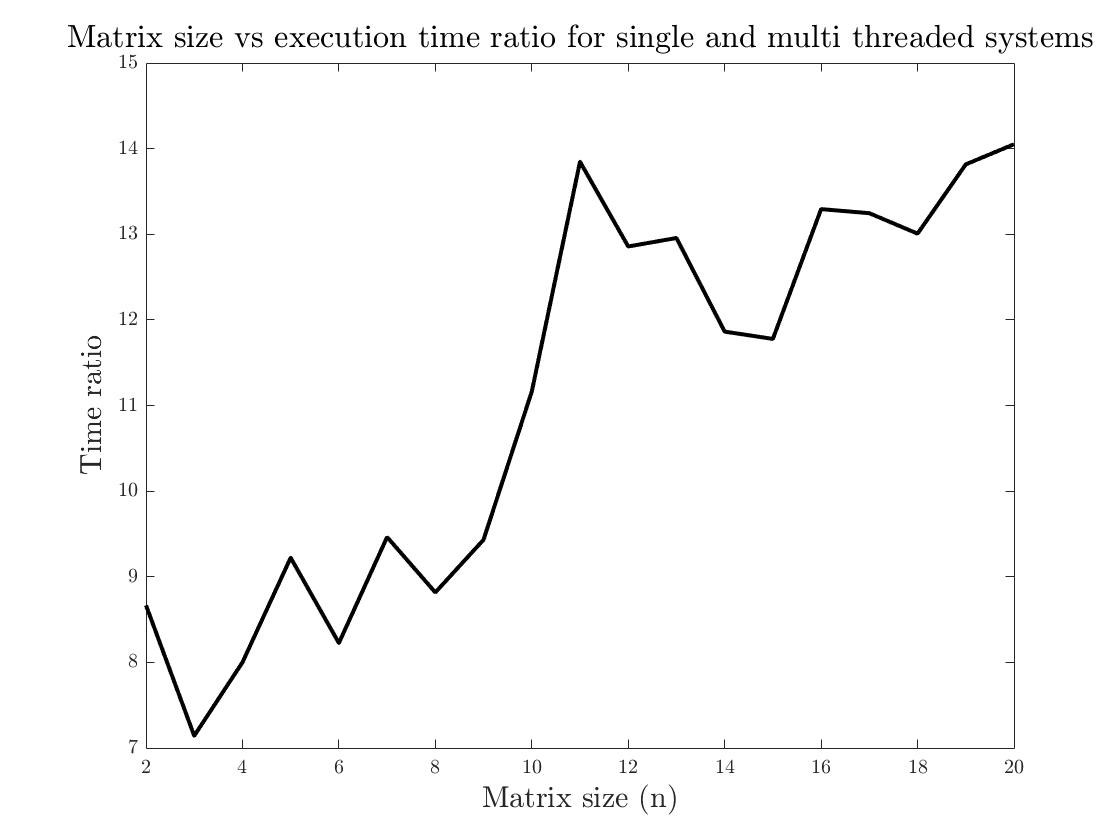 Matrix size vs execution time ratio for single and multi threaded systems
15
14
13
12
11
10
9
8
7
Time ratio
2 4 6 8 10 12 14 16 18 20
Matrix size (n)